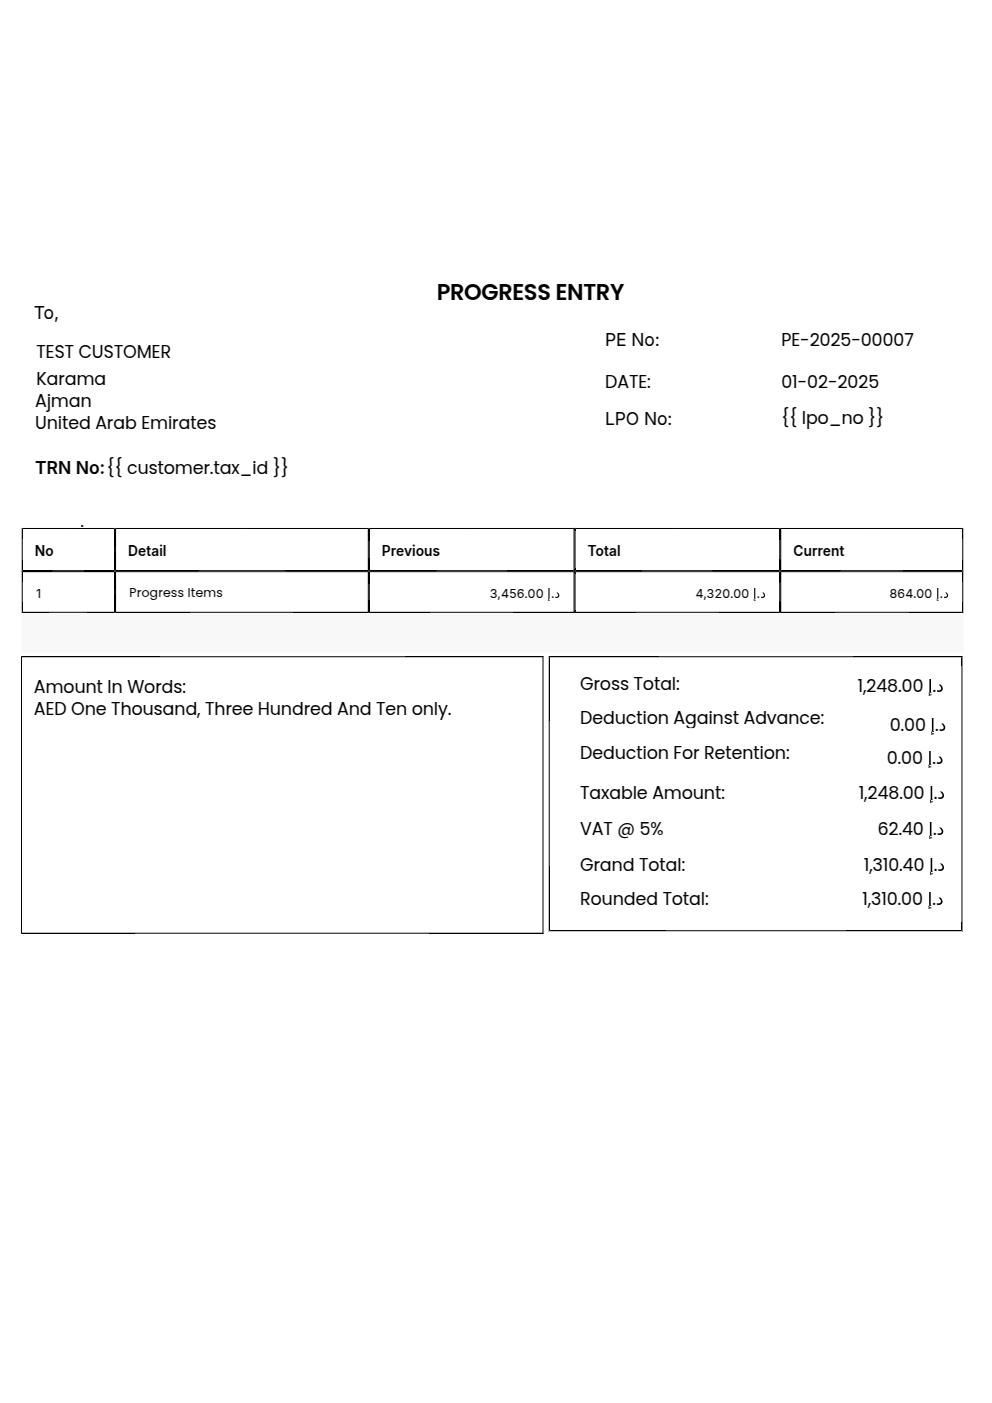 PROGRESS ENTRY
To,
TEST CUSTOMER
Karama
Ajman
United Arab Emirates
TRN No: {{ customer.tax_id }}
PE No: PE-2025-00007
DATE: 01-02-2025
LPO No: {{ lpo_no }}
No Detail Previous Total Current
1 Progress Items 3,456.00 د.إ 4,320.00 د.إ 864.00 د.إ
Amount In Words:
AED One Thousand, Three Hundred And Ten only.
Gross Total: 1,248.00 د.إ
Deduction Against Advance: 0.00 د.إ
Deduction For Retention: 0.00 د.إ
Taxable Amount: 1,248.00 د.إ
VAT @ 5% 62.40 د.إ
Grand Total: 1,310.40 د.إ
Rounded Total: 1,310.00 د.إ